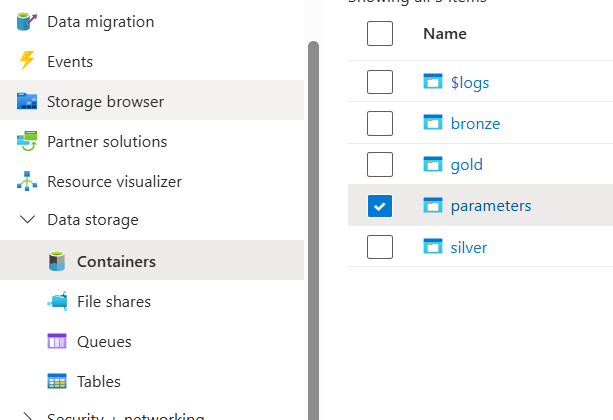 Data migration
Events
Storage browser
Partner solutions
Resource visualizer
Data storage
Containers
File shares
Queues
Tables
Security + networking
Showing all 5 items
Name
$logs
bronze
gold
parameters
silver